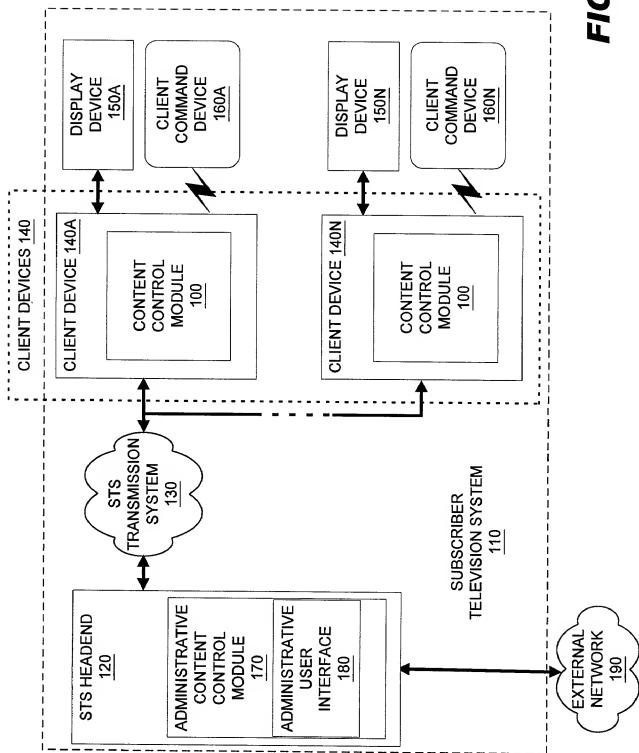 STS HEADEND
120
ADMINISTRATIVE
CONTENT
CONTROL
MODULE
170
ADMINISTRATIVE
USER
INTERFACE
180
EXTERNAL
NETWORK
190
SUBSCRIBER
TELEVISION SYSTEM
110
STS
TRANSMISSION
SYSTEM
130
CLIENT DEVICES 140
CLIENT DEVICE 140A
CONTENT
CONTROL
MODULE
100
CLIENT DEVICE 140N
CONTENT
CONTROL
MODULE
100
DISPLAY
DEVICE
150A
CLIENT
COMMAND
DEVICE
160A
DISPLAY
DEVICE
150N
CLIENT
COMMAND
DEVICE
160N
FIG